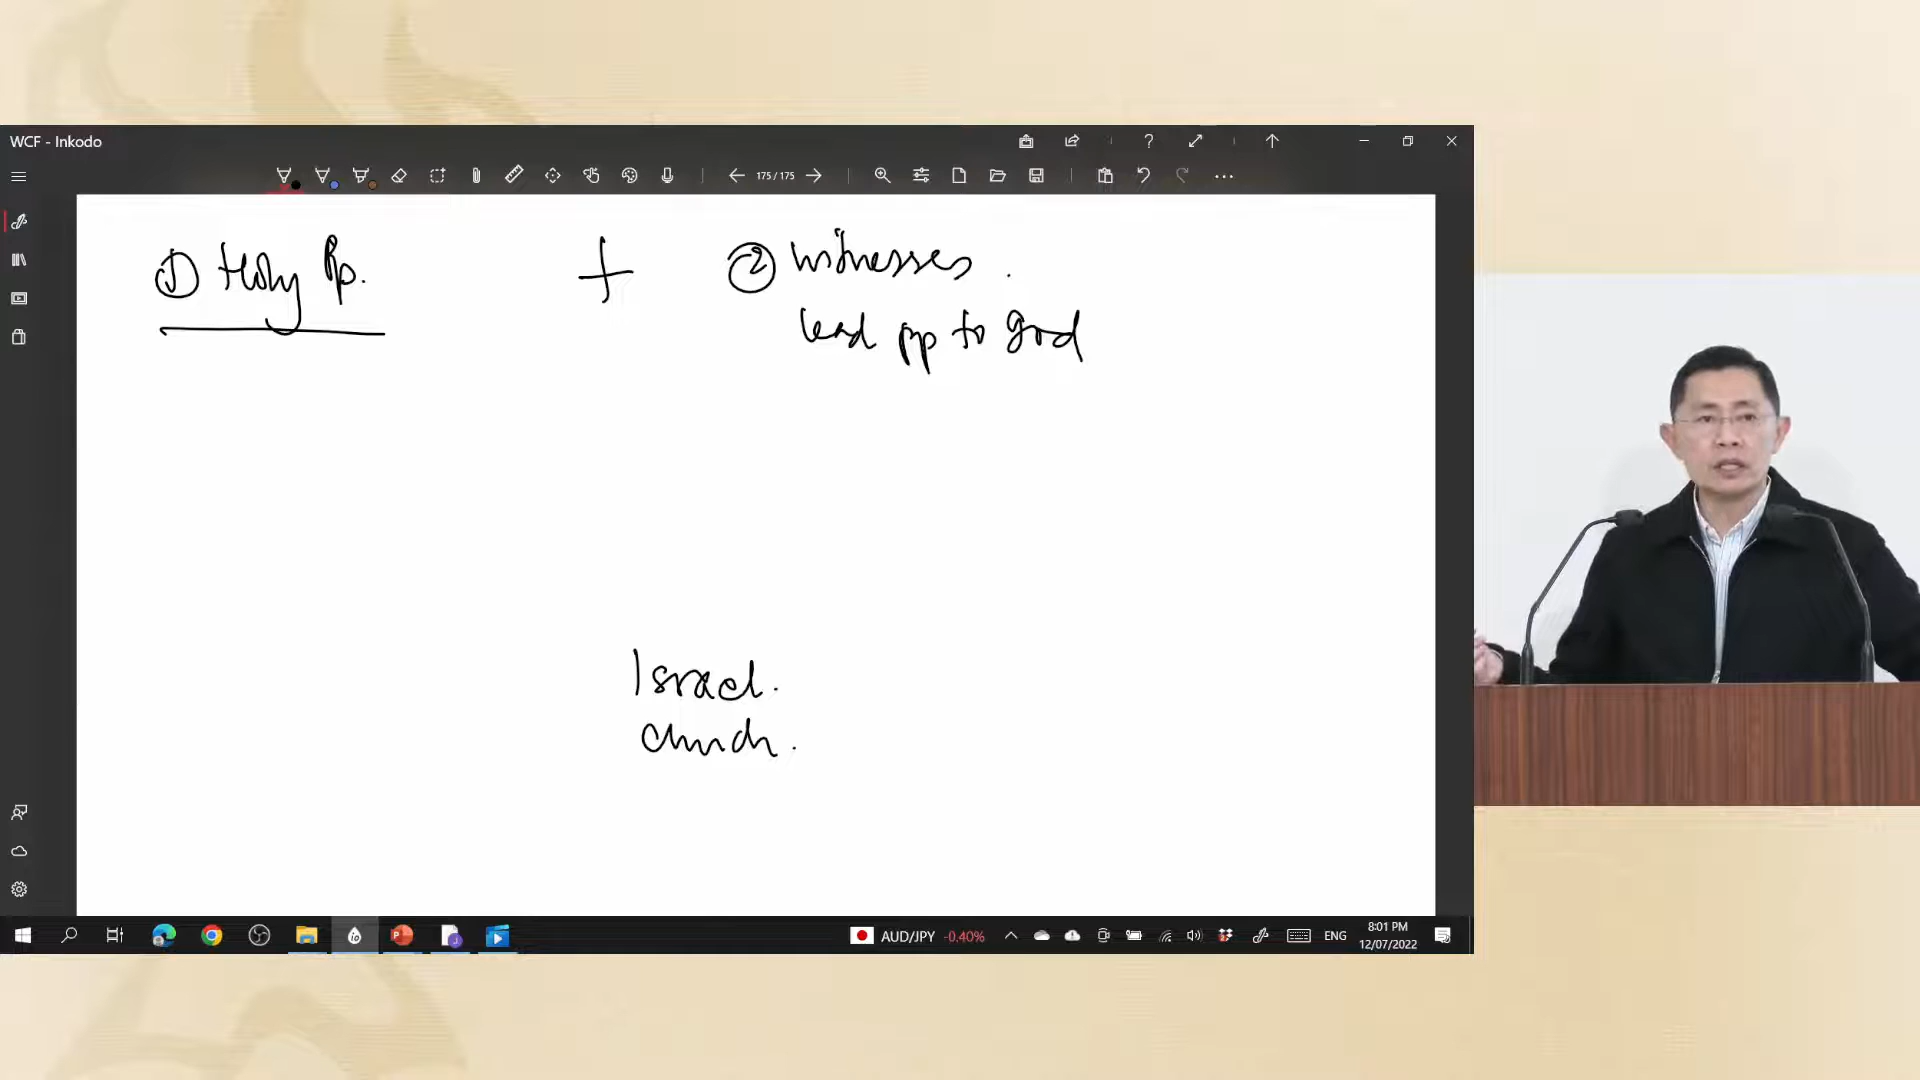 WCF - Inkodo
175 / 175
① Holy Pp. + ② witnesses.
lead pp to God
Israel.
church.
AUD/JPY -0.40% ENG 8:01 PM
12/07/2022